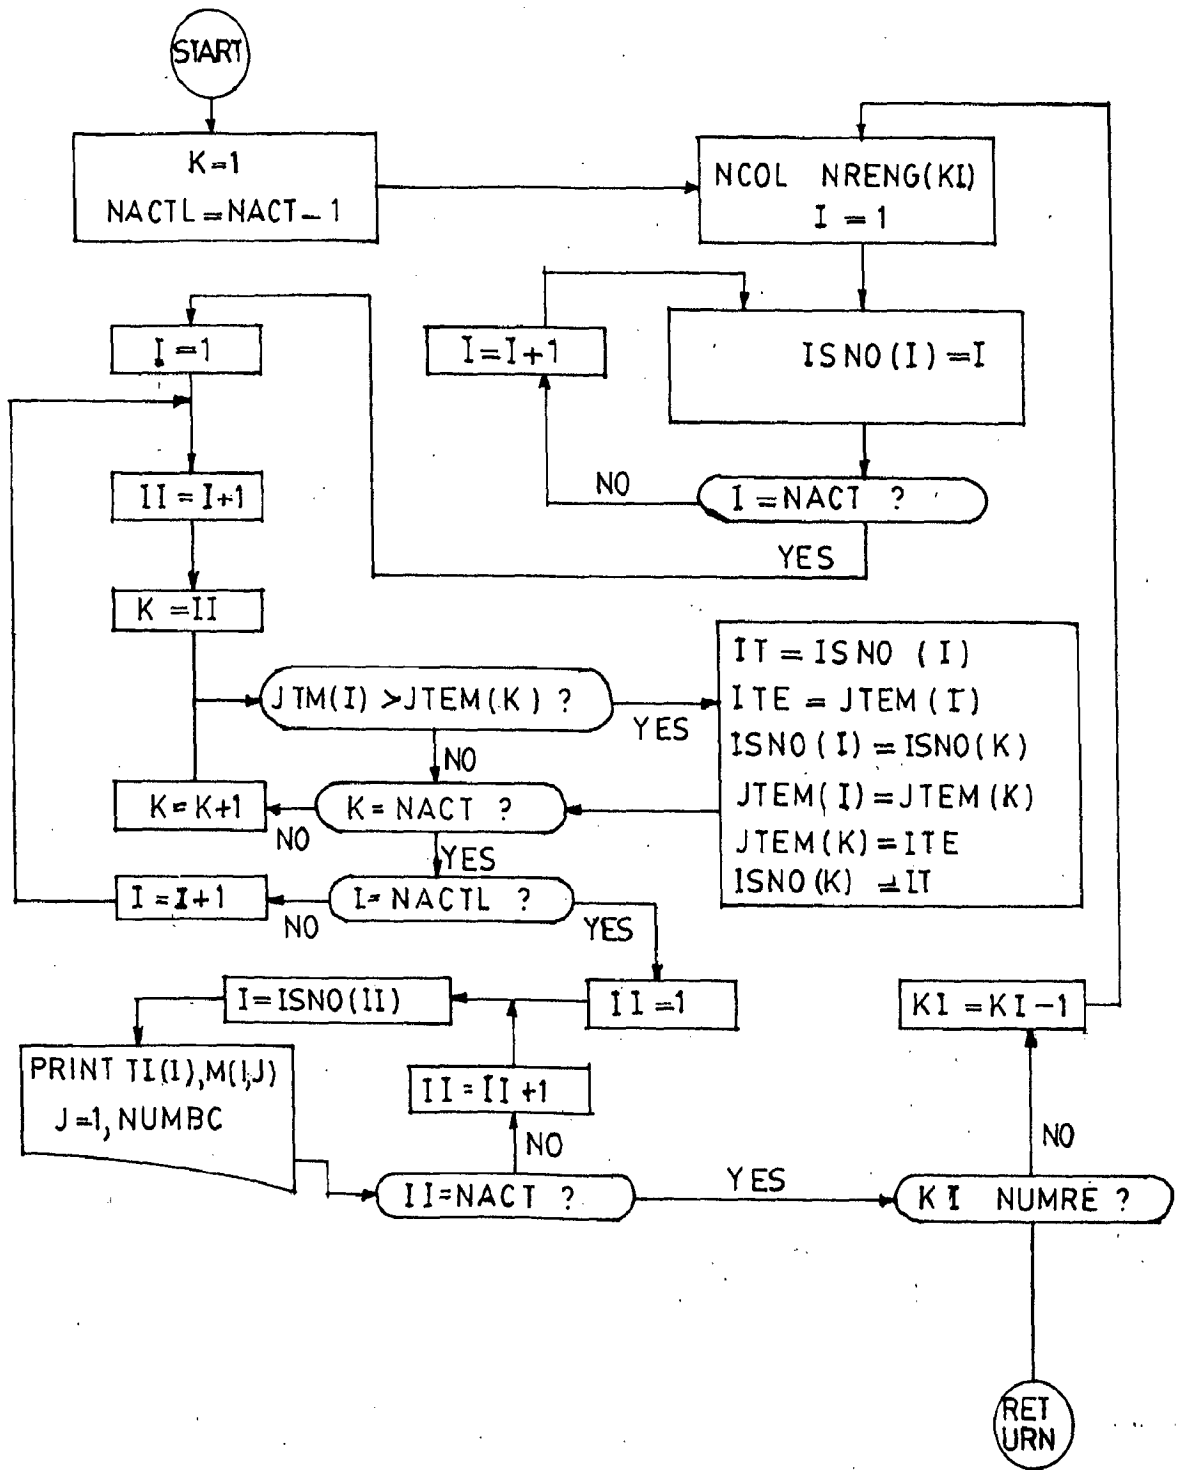 START
K=1
NACTL=NACT-1
NCOL NRENG(KI)
I=1
ISNO(I)=I
I=I+1
I=NACT ?
NO
YES
I=1
II=I+1
K=II
JTM(I)>JTEM(K) ?
YES
NO
IT=ISNO (I)
ITE=JTEM(I)
ISNO(I)=ISNO(K)
JTEM(I)=JTEM(K)
JTEM(K)=ITE
ISNO(K)=IT
K=NACT ?
NO
K=K+1
YES
I=NACTL ?
NO
I=I+1
YES
II=1
I=ISNO(II)
PRINT TI(I),M(I,J)
J=1, NUMBC
II=II+1
NO
II=NACT ?
YES
KI NUMRE ?
NO
KI=KI-1
RET
URN